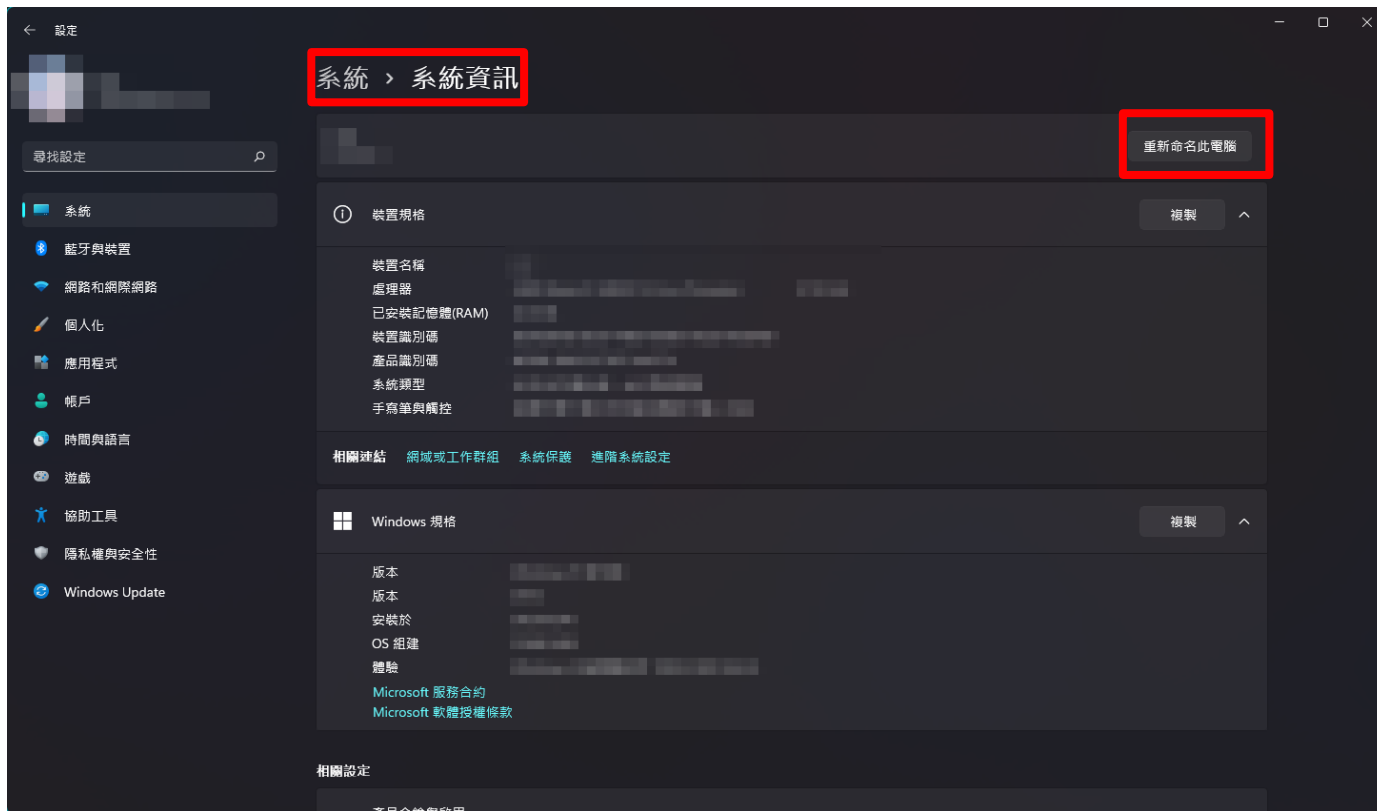 設定
系統 › 系統資訊
重新命名此電腦
尋找設定
系統
藍牙與裝置
網路和網際網路
個人化
應用程式
帳戶
時間與語言
遊戲
協助工具
隱私權與安全性
Windows Update
裝置規格
複製
裝置名稱
處理器
已安裝記憶體(RAM)
裝置識別碼
產品識別碼
系統類型
手寫筆與觸控
相關連結 網域或工作群組 系統保護 進階系統設定
Windows 規格
複製
版本
版本
安裝於
OS 組建
體驗
Microsoft 服務合約
Microsoft 軟體授權條款
相關設定